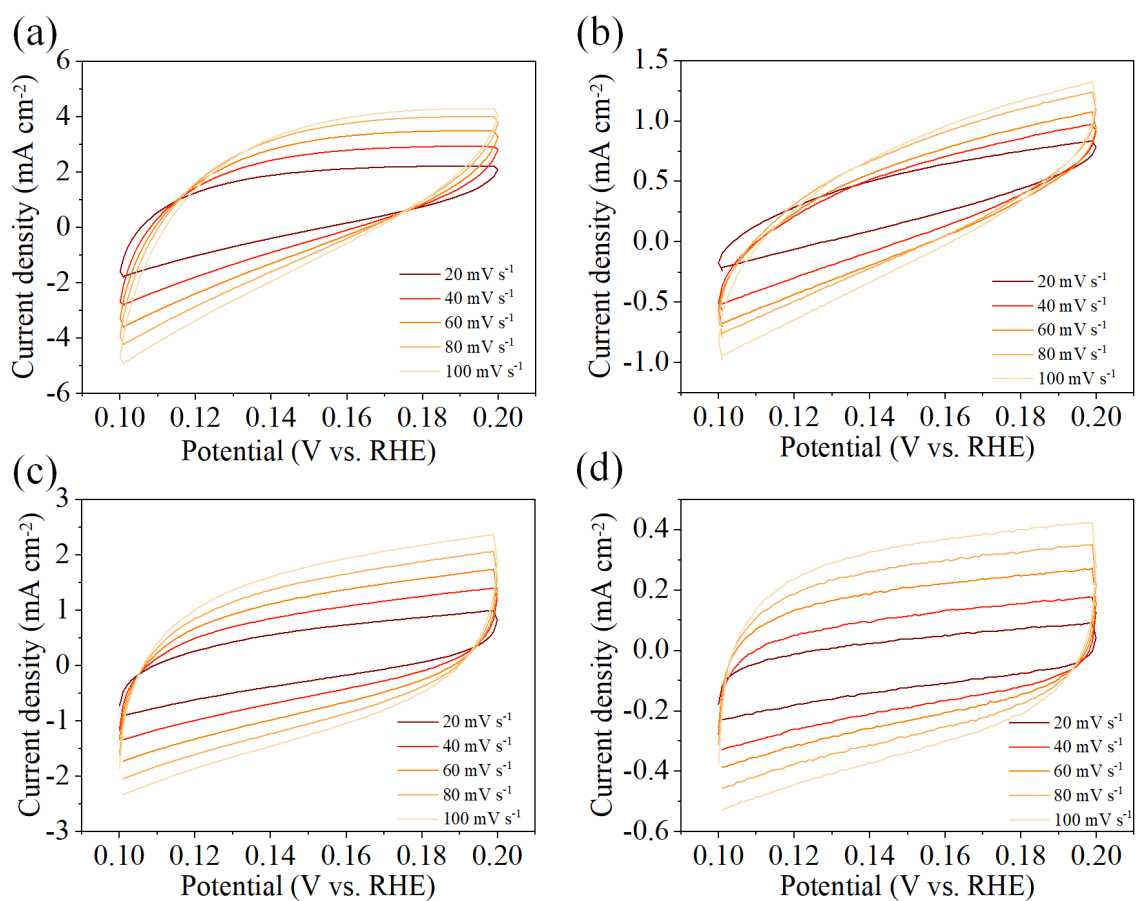 (a)
Current density (mA cm-2)
6
4
2
0
-2
-4
-6
20 mV s-1
40 mV s-1
60 mV s-1
80 mV s-1
100 mV s-1
0.10 0.12 0.14 0.16 0.18 0.20
Potential (V vs. RHE)
(b)
Current density (mA cm-2)
1.5
1.0
0.5
0.0
-0.5
-1.0
20 mV s-1
40 mV s-1
60 mV s-1
80 mV s-1
100 mV s-1
0.10 0.12 0.14 0.16 0.18 0.20
Potential (V vs. RHE)
(c)
Current density (mA cm-2)
3
2
1
0
-1
-2
-3
20 mV s-1
40 mV s-1
60 mV s-1
80 mV s-1
100 mV s-1
0.10 0.12 0.14 0.16 0.18 0.20
Potential (V vs. RHE)
(d)
Current density (mA cm-2)
0.4
0.2
0.0
-0.2
-0.4
-0.6
20 mV s-1
40 mV s-1
60 mV s-1
80 mV s-1
100 mV s-1
0.10 0.12 0.14 0.16 0.18 0.20
Potential (V vs. RHE)